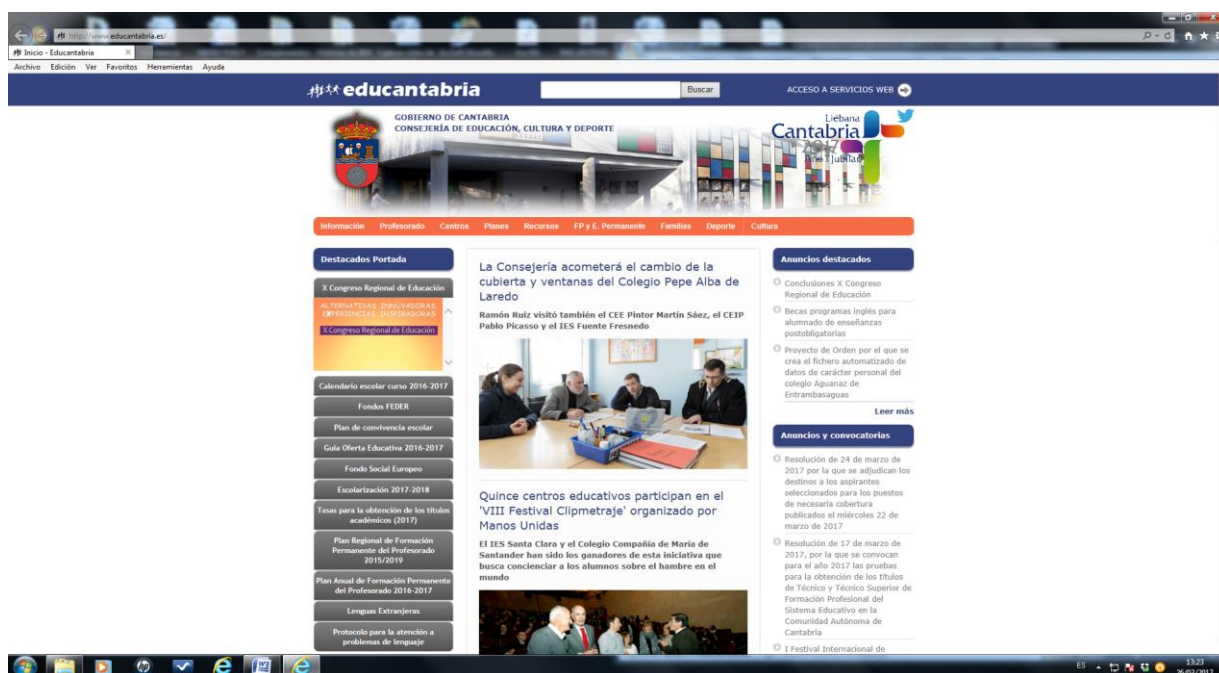 http://www.educantabria.es/
Inicio - Educantabria
Archivo Edición Ver Favoritos Herramientas Ayuda
educantabria
Buscar
ACCESO A SERVICIOS WEB
GOBIERNO DE CANTABRIA
CONSEJERÍA DE EDUCACIÓN, CULTURA Y DEPORTE
Liébana
Cantabria
2017
Año Jubilar
Información Profesorado Centros Planes Recursos FP y E. Permanente Familias Deporte Cultura
Destacados Portada
X Congreso Regional de Educación
ALTERNATIVAS INNOVADORAS
EXPERIENCIAS INSPIRADORAS
X Congreso Regional de Educación
Calendario escolar curso 2016-2017
Fondos FEDER
Plan de convivencia escolar
Guía Oferta Educativa 2016-2017
Fondo Social Europeo
Escolarización 2017-2018
Tasas para la obtención de los títulos
académicos (2017)
Plan Regional de Formación
Permanente del Profesorado
2015/2019
Plan Anual de Formación Permanente
del Profesorado 2016-2017
Lenguas Extranjeras
Protocolo para la atención a
problemas de lenguaje
La Consejería acometerá el cambio de la
cubierta y ventanas del Colegio Pepe Alba de
Laredo
Ramón Ruiz visitó también el CEE Pintor Martín Sáez, el CEIP
Pablo Picasso y el IES Fuente Fresnedo
Quince centros educativos participan en el
'VIII Festival Clipmetraje' organizado por
Manos Unidas
El IES Santa Clara y el Colegio Compañía de María de
Santander han sido los ganadores de esta iniciativa que
busca concienciar a los alumnos sobre el hambre en el
mundo
Anuncios destacados
Conclusiones X Congreso
Regional de Educación
Becas programas inglés para
alumnado de enseñanzas
postobligatorias
Proyecto de Orden por el que se
crea el fichero automatizado de
datos de carácter personal del
colegio Aguanaz de
Entrambasaguas
Leer más
Anuncios y convocatorias
Resolución de 24 de marzo de
2017 por la que se adjudican los
destinos a los aspirantes
seleccionados para los puestos
de necesaria cobertura
publicados el miércoles 22 de
marzo de 2017
Resolución de 17 de marzo de
2017, por la que se convocan
para el año 2017 las pruebas
para la obtención de los títulos
de Técnico y Técnico Superior de
Formación Profesional del
Sistema Educativo en la
Comunidad Autónoma de
Cantabria
I Festival Internacional de
ES
13:23
26/03/2017